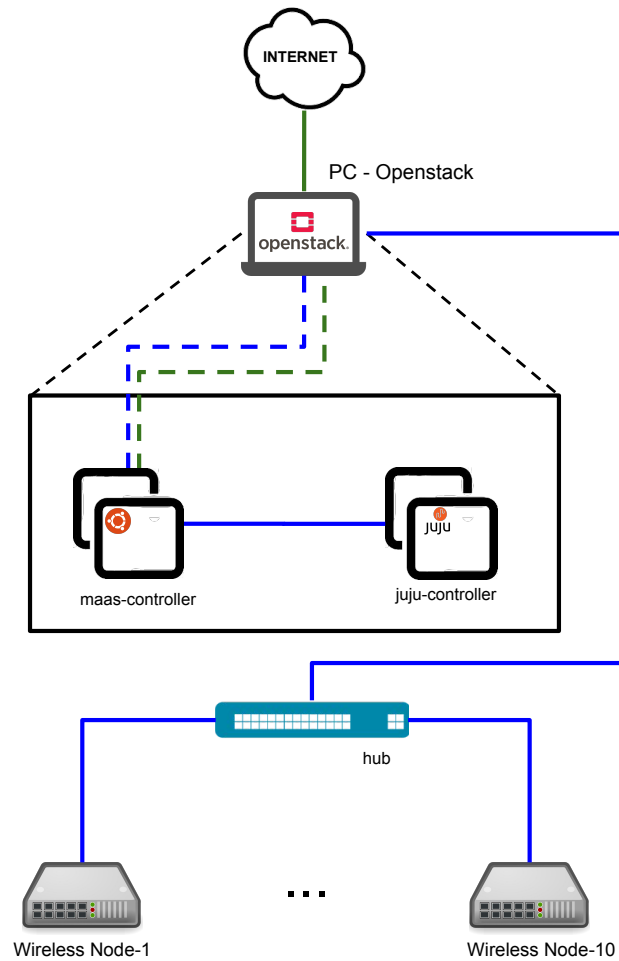 INTERNET
PC - Openstack
openstack.
maas-controller
juju
juju-controller
hub
...
Wireless Node-1
Wireless Node-10